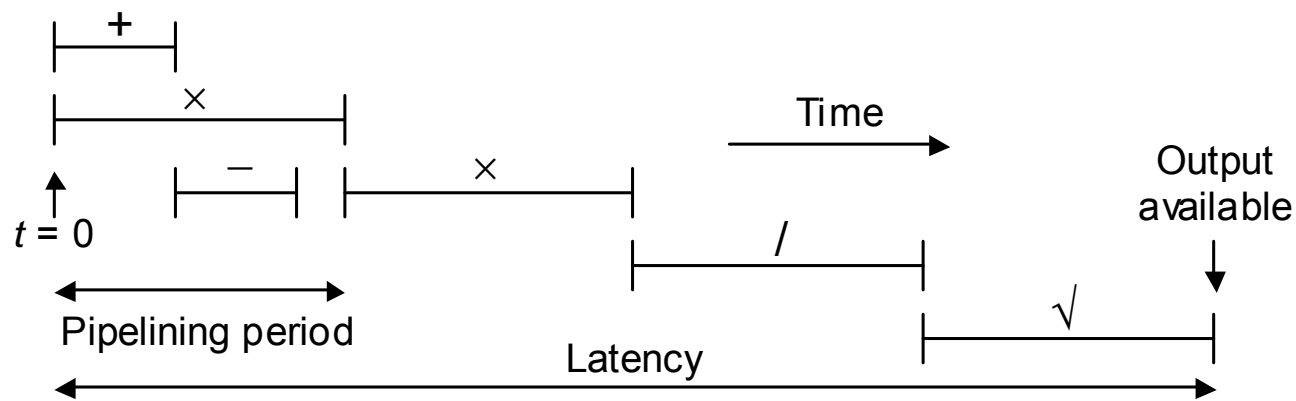 +
×
Time
−
×
Output
available
t = 0
/
Pipelining period
√
Latency